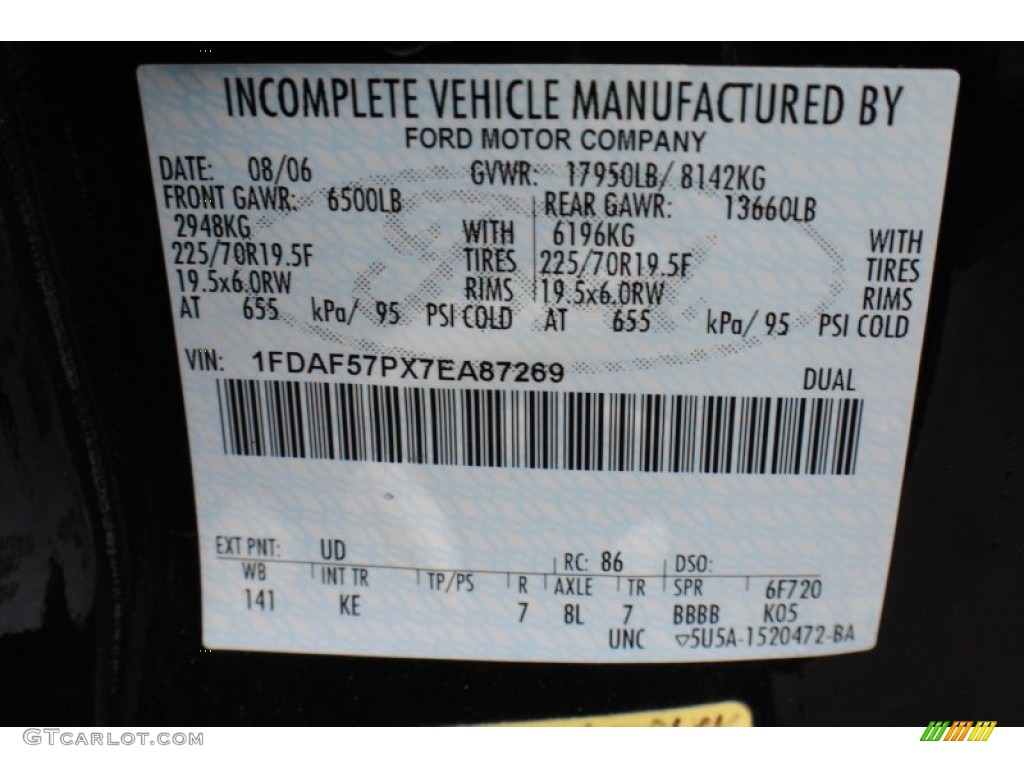 INCOMPLETE VEHICLE MANUFACTURED BY
FORD MOTOR COMPANY
DATE: 08/06 GVWR: 17950LB/ 8142KG
FRONT GAWR: 6500LB REAR GAWR: 13660LB
2948KG WITH 6196KG WITH
225/70R19.5F TIRES 225/70R19.5F TIRES
19.5x6.0RW RIMS 19.5x6.0RW RIMS
AT 655 kPa/ 95 PSI COLD AT 655 kPa/ 95 PSI COLD
VIN: 1FDAF57PX7EA87269
DUAL
EXT PNT: UD RC: 86 DSO:
WB INT TR TP/PS R AXLE TR SPR 6F720
141 KE 7 8L 7 BBBB K05
UNC ▽5U5A-1520472-BA
GTCARLOT.COM